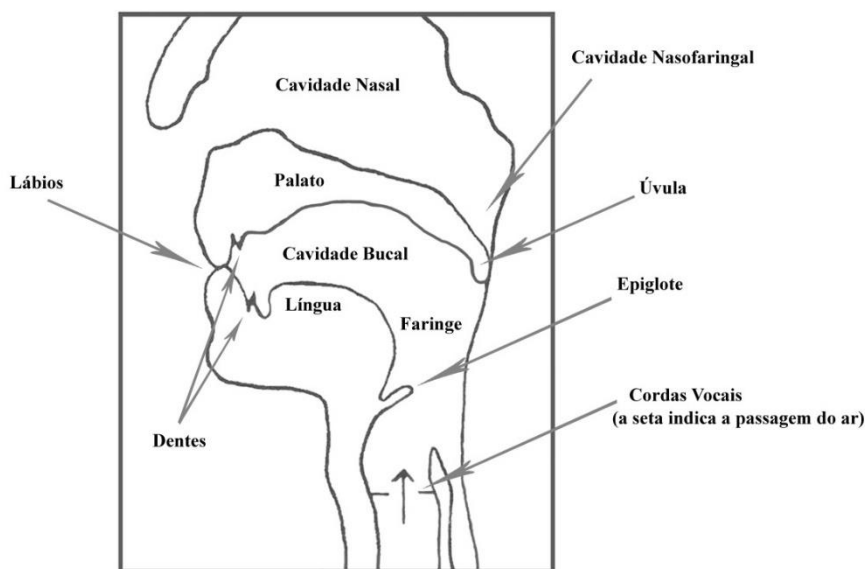 Cavidade Nasofaringal
Cavidade Nasal
Lábios
Palato
Úvula
Cavidade Bucal
Epiglote
Língua
Faringe
Cordas Vocais
(a seta indica a passagem do ar)
Dentes